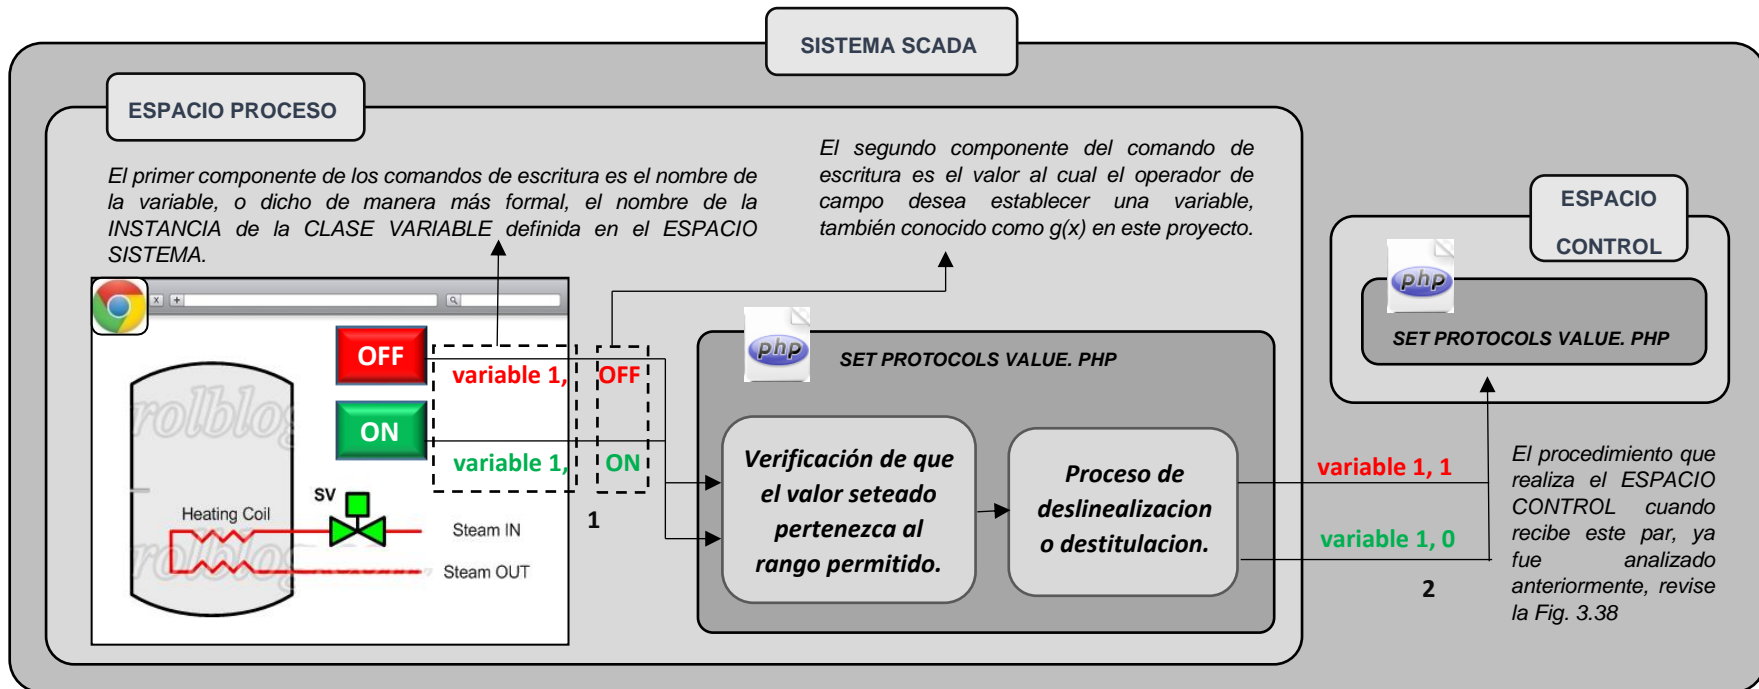 SISTEMA SCADA
ESPACIO PROCESO
El primer componente de los comandos de escritura es el nombre de
la variable, o dicho de manera más formal, el nombre de la
INSTANCIA de la CLASE VARIABLE definida en el ESPACIO
SISTEMA.
El segundo componente del comando de
escritura es el valor al cual el operador de
campo desea establecer una variable,
también conocido como g(x) en este proyecto.
ESPACIO
CONTROL
php
SET PROTOCOLS VALUE. PHP
x +
OFF
variable 1, OFF
ON
variable 1, ON
1
rolblog
SV
Heating Coil
Steam IN
Steam OUT
rolblog
php
SET PROTOCOLS VALUE. PHP
Verificación de que
el valor seteado
pertenezca al
rango permitido.
Proceso de
deslinealizacion
o destitulacion.
variable 1, 1
variable 1, 0
2
El procedimiento que
realiza el ESPACIO
CONTROL cuando
recibe este par, ya
fue analizado
anteriormente, revise
la Fig. 3.38